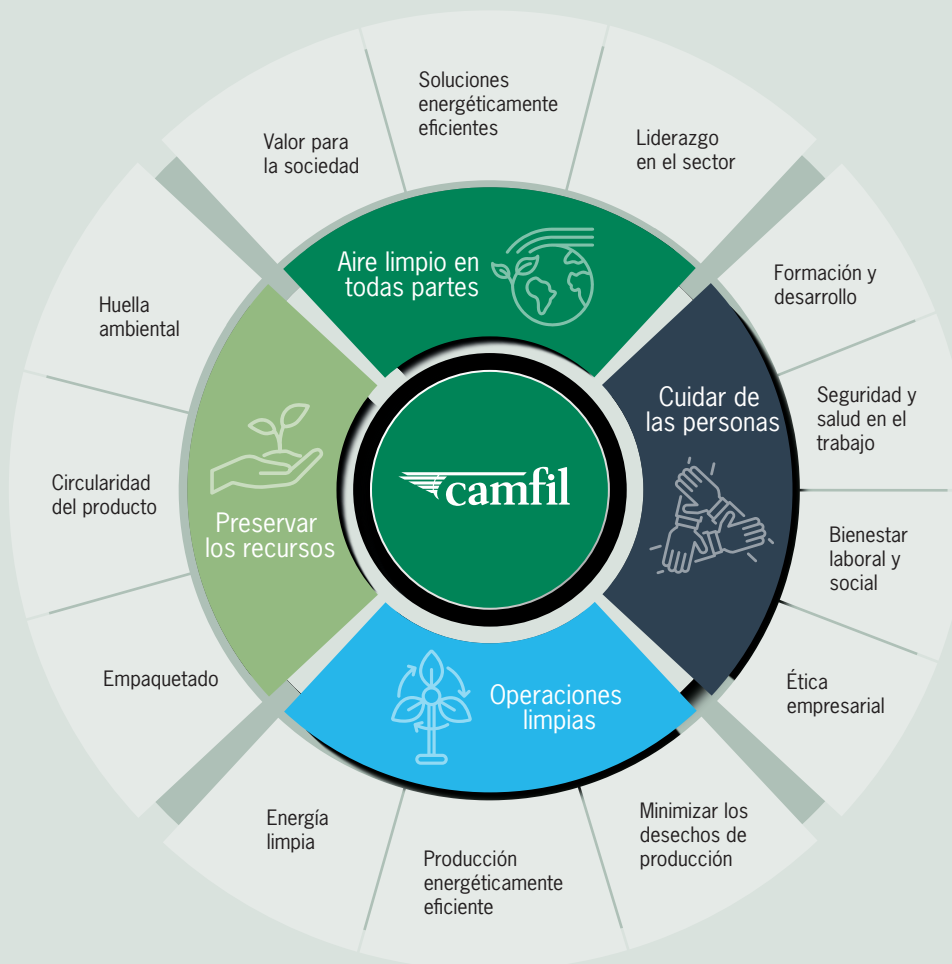 Soluciones
energéticamente
eficientes
Valor para
la sociedad
Liderazgo
en el sector
Aire limpio en
todas partes
Formación y
desarrollo
Huella
ambiental
Cuidar de
las personas
Seguridad y
salud en el
trabajo
camfil
Circularidad
del producto
Preservar
los recursos
Bienestar
laboral y
social
Empaquetado
Operaciones
limpias
Ética
empresarial
Energía
limpia
Producción
energéticamente
eficiente
Minimizar los
desechos de
producción